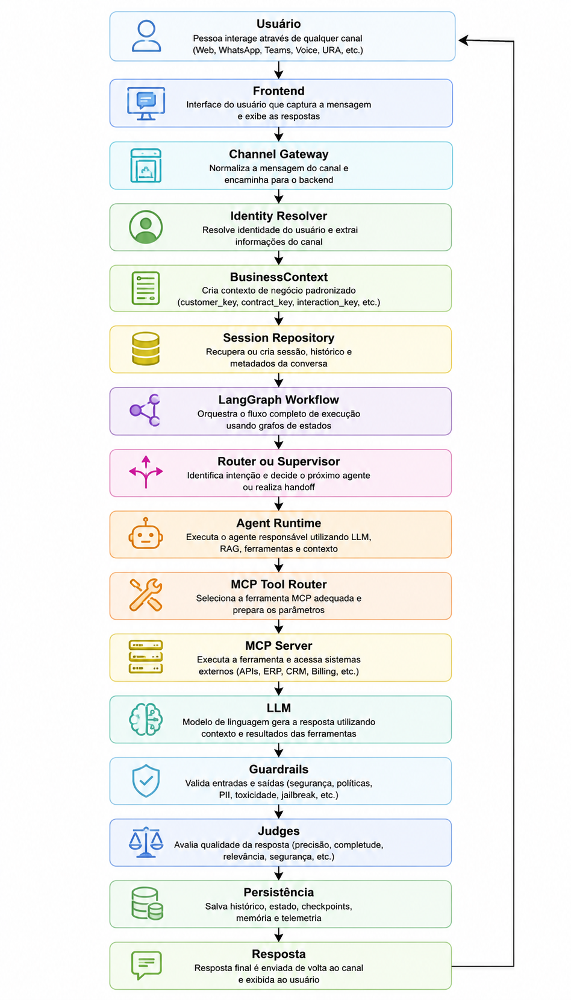 Usuário
Pessoa interage através de qualquer canal
(Web, WhatsApp, Teams, Voice, URA, etc.)
Frontend
Interface do usuário que captura a mensagem
e exibe as respostas
Channel Gateway
Normaliza a mensagem do canal e
encaminha para o backend
Identity Resolver
Resolve identidade do usuário e extrai
informações do canal
BusinessContext
Cria contexto de negócio padronizado
(customer_key, contract_key, interaction_key, etc.)
Session Repository
Recupera ou cria sessão, histórico e
metadados da conversa
LangGraph Workflow
Orquestra o fluxo completo de execução
usando grafos de estados
Router ou Supervisor
Identifica intenção e decide o próximo agente
ou realiza handoff
Agent Runtime
Executa o agente responsável utilizando LLM,
RAG, ferramentas e contexto
MCP Tool Router
Seleciona a ferramenta MCP adequada e
prepara os parâmetros
MCP Server
Executa a ferramenta e acessa sistemas
externos (APIs, ERP, CRM, Billing, etc.)
LLM
Modelo de linguagem gera a resposta utilizando
contexto e resultados das ferramentas
Guardrails
Valida entradas e saídas (segurança, políticas,
PII, toxicidade, jailbreak, etc.)
Judges
Avalia qualidade da resposta (precisão, completude,
relevância, segurança, etc.)
Persistência
Salva histórico, estado, checkpoints,
memória e telemetria
Resposta
Resposta final é enviada de volta ao canal
e exibida ao usuário